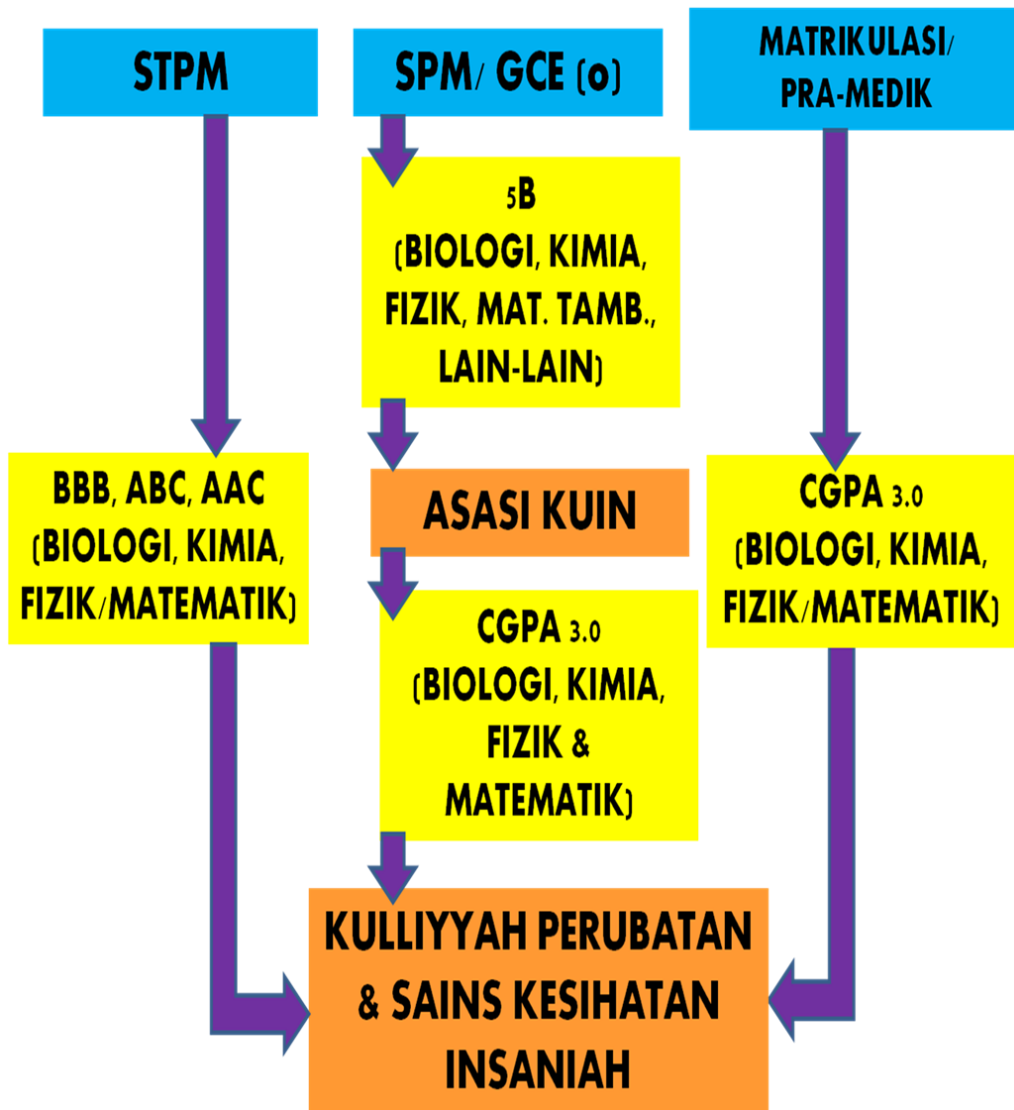 STPM
SPM/ GCE (O)
MATRIKULASI/
PRA-MEDIK
5B
(BIOLOGI, KIMIA,
FIZIK, MAT. TAMB.,
LAIN-LAIN)
BBB, ABC, AAC
(BIOLOGI, KIMIA,
FIZIK/MATEMATIK)
ASASI KUIN
CGPA 3.0
(BIOLOGI, KIMIA,
FIZIK/MATEMATIK)
CGPA 3.0
(BIOLOGI, KIMIA,
FIZIK &
MATEMATIK)
KULLIYYAH PERUBATAN
& SAINS KESIHATAN
INSANIAH